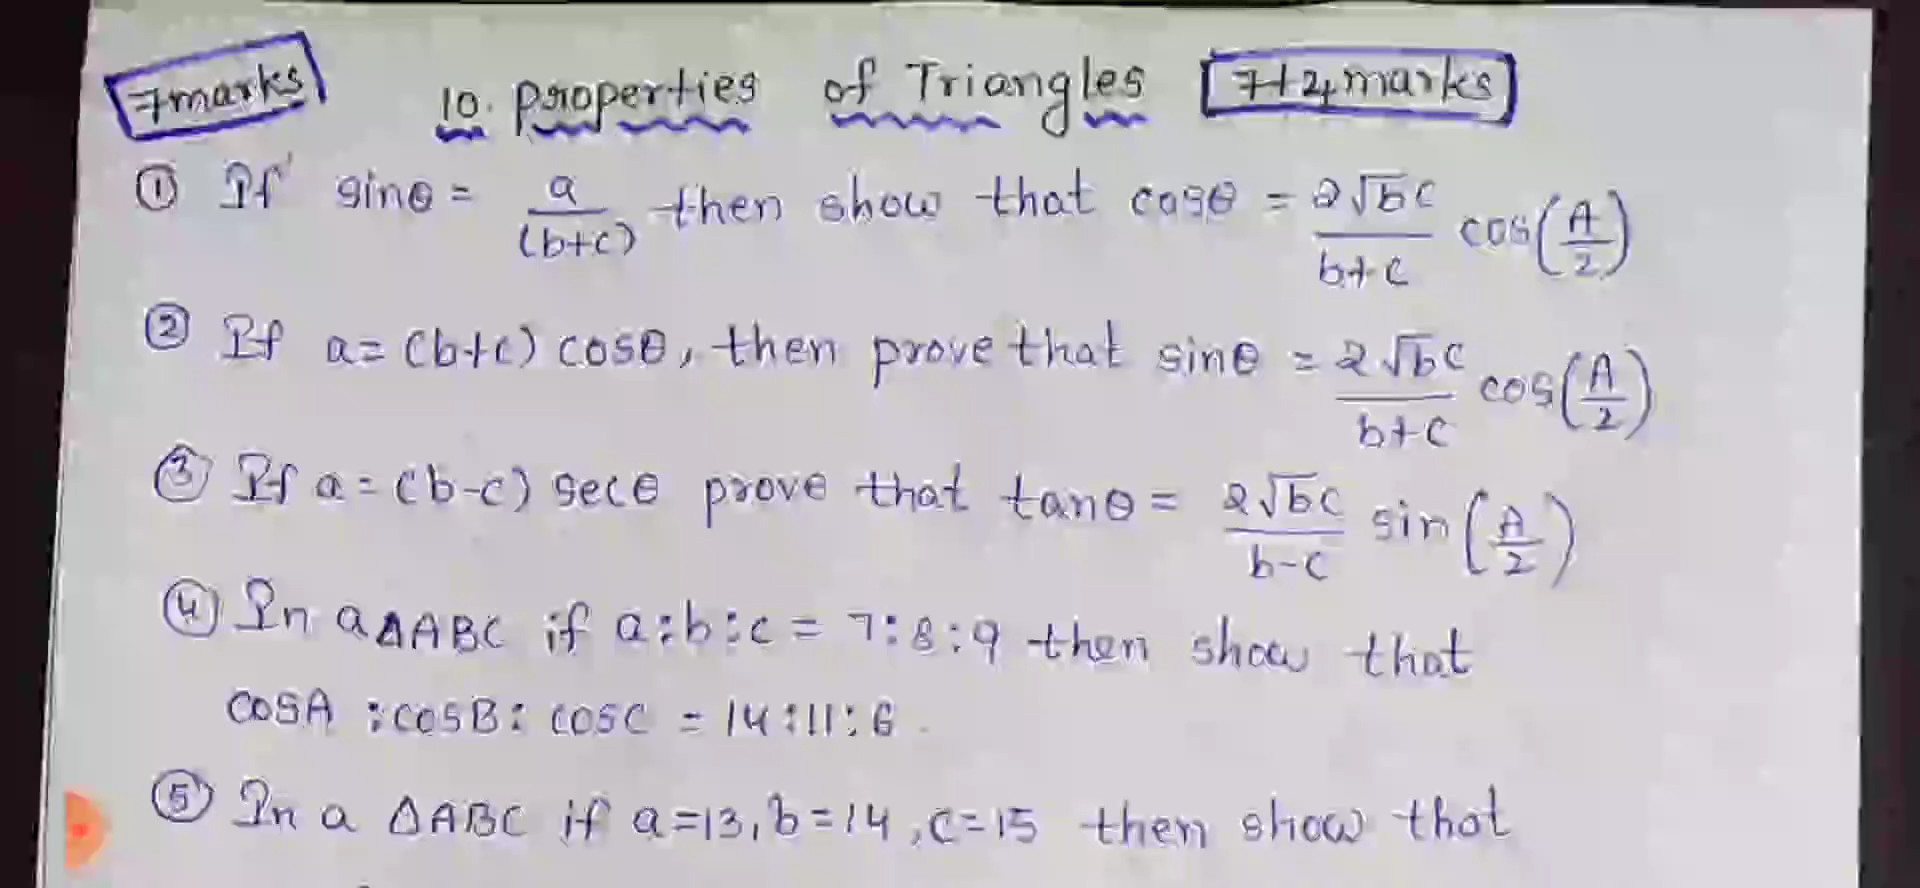 7marks
10. Properties of Triangles
7+4marks
① If sinθ = a/(b+c) then show that cosθ = 2√bc/b+c cos(A/2)
② If a=(b+c) cosθ, then prove that sinθ = 2√bc/b+c cos(A/2)
③ If a=(b-c) secθ prove that tanθ = 2√bc/b-c sin(A/2)
④ In a ΔABC if a:b:c = 7:8:9 then show that
cosA : cosB : cosC = 14:11:6.
⑤ In a ΔABC if a=13, b=14, c=15 then show that